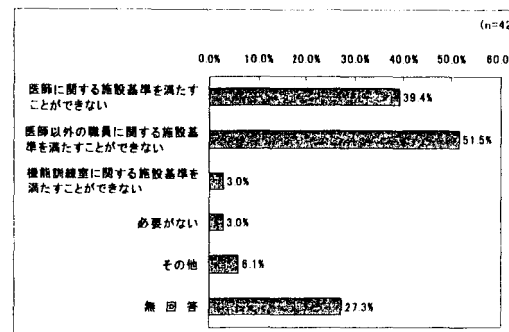 (n=42
0.0% 10.0% 20.0% 30.0% 40.0% 50.0% 60.0%
医師に関する施設基準を満たす
ことができない
39.4%
医師以外の職員に関する施設基
準を満たすことができない
51.5%
機能訓練室に関する施設基準を
満たすことができない
3.0%
必要がない
3.0%
その他
6.1%
無 回 答
27.3%